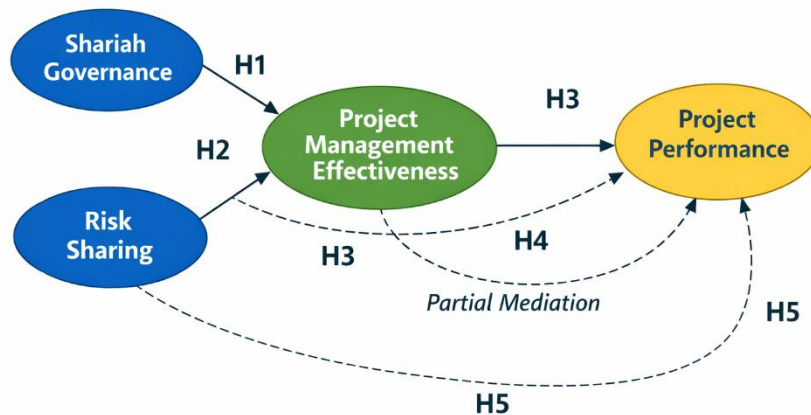 Shariah
Governance
H1
H2
Risk
Sharing
Project
Management
Effectiveness
H3
Project
Performance
H3
H4
Partial Mediation
H5
H5